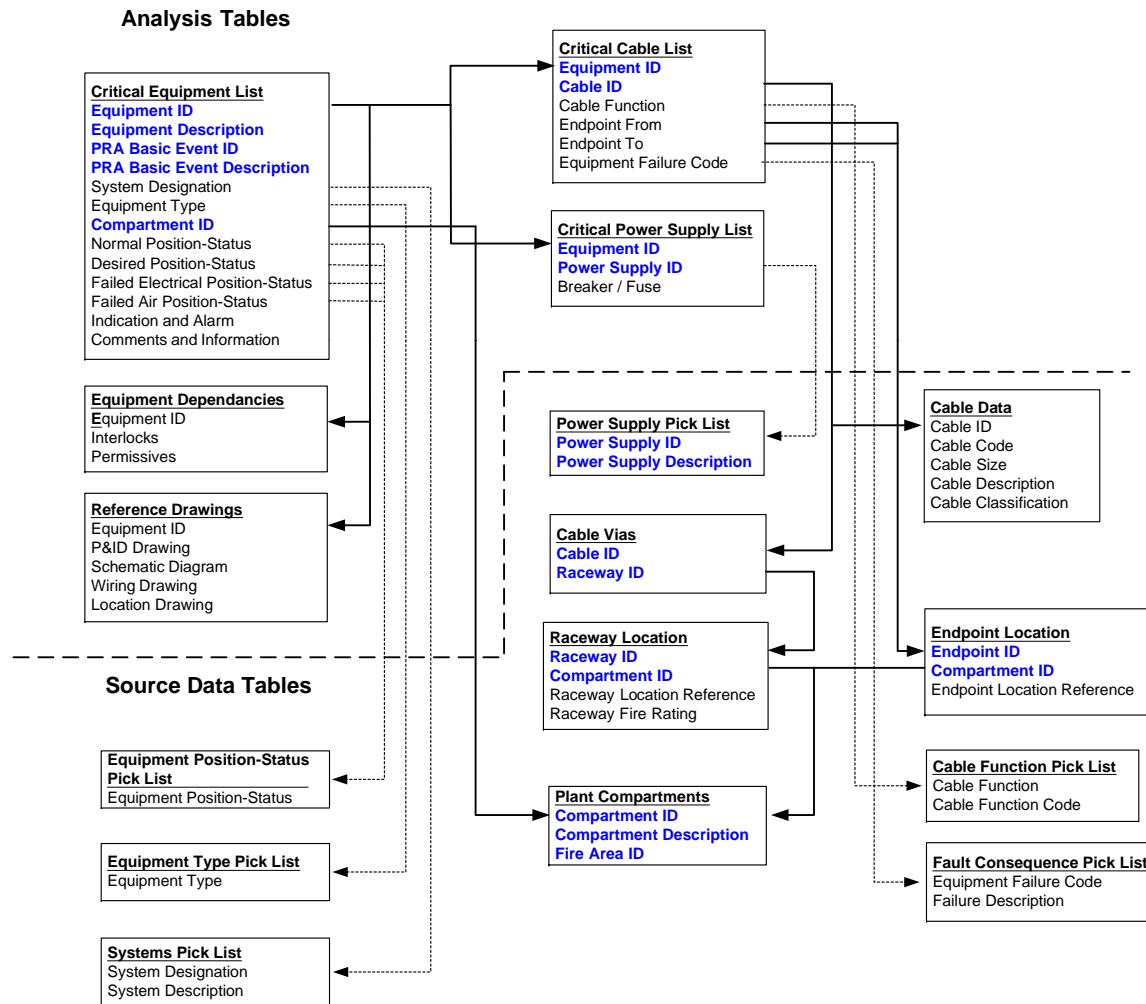 Analysis Tables
Critical Equipment List
Equipment ID
Equipment Description
PRA Basic Event ID
PRA Basic Event Description
System Designation
Equipment Type
Compartment ID
Normal Position-Status
Desired Position-Status
Failed Electrical Position-Status
Failed Air Position-Status
Indication and Alarm
Comments and Information
Equipment Dependancies
Equipment ID
Interlocks
Permissives
Reference Drawings
Equipment ID
P&ID Drawing
Schematic Diagram
Wiring Drawing
Location Drawing
Critical Cable List
Equipment ID
Cable ID
Cable Function
Endpoint From
Endpoint To
Equipment Failure Code
Critical Power Supply List
Equipment ID
Power Supply ID
Breaker / Fuse
Power Supply Pick List
Power Supply ID
Power Supply Description
Cable Data
Cable ID
Cable Code
Cable Size
Cable Description
Cable Classification
Cable Vias
Cable ID
Raceway ID
Raceway Location
Raceway ID
Compartment ID
Raceway Location Reference
Raceway Fire Rating
Endpoint Location
Endpoint ID
Compartment ID
Endpoint Location Reference
Source Data Tables
Equipment Position-Status
Pick List
Equipment Position-Status
Equipment Type Pick List
Equipment Type
Systems Pick List
System Designation
System Description
Plant Compartments
Compartment ID
Compartment Description
Fire Area ID
Cable Function Pick List
Cable Function
Cable Function Code
Fault Consequence Pick List
Equipment Failure Code
Failure Description